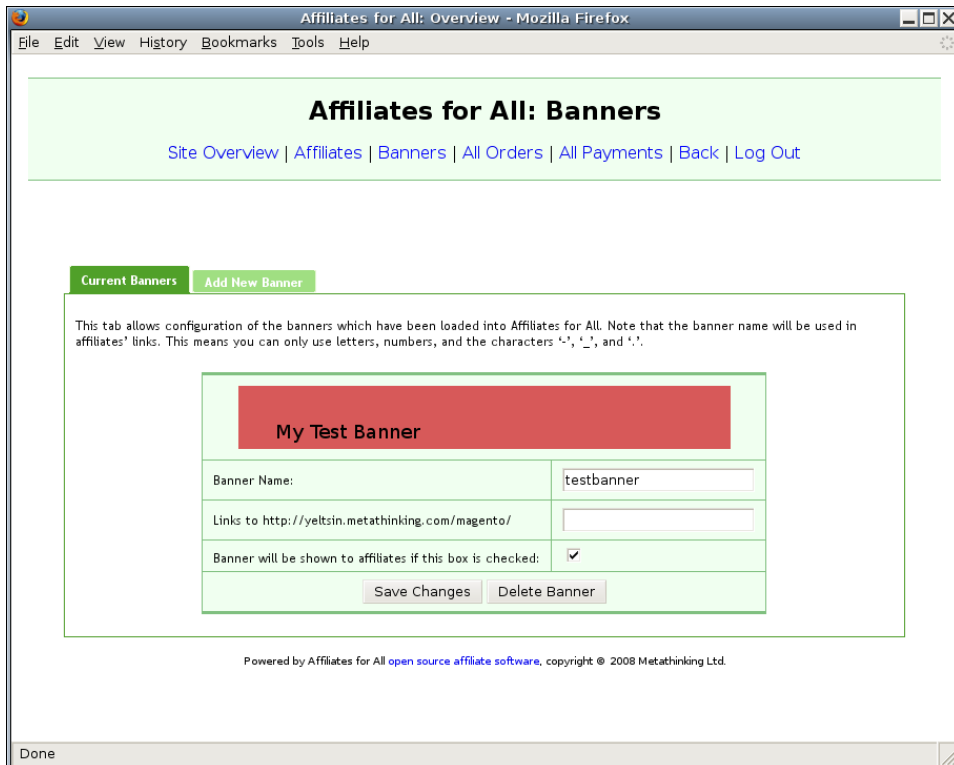 Affiliates for All: Overview - Mozilla Firefox
File Edit View History Bookmarks Tools Help
Affiliates for All: Banners
Site Overview | Affiliates | Banners | All Orders | All Payments | Back | Log Out
Current Banners Add New Banner
This tab allows configuration of the banners which have been loaded into Affiliates for All. Note that the banner name will be used in
affiliates’ links. This means you can only use letters, numbers, and the characters ‘-’, ‘_’, and ‘.’.
My Test Banner
Banner Name: testbanner
Links to http://yeltsin.metathinking.com/magento/
Banner will be shown to affiliates if this box is checked:
Save Changes Delete Banner
Powered by Affiliates for All open source affiliate software, copyright © 2008 Metathinking Ltd.
Done